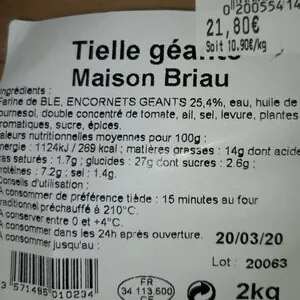 0 20055414
21,80€
Soit 10.90€/kg
Tielle géante
Maison Briau
INGREDIENTS
Farine de BLE, ENCORNETS GEANTS 25,4%, eau, huile de
tournesol, double concentré de tomate, ail, sel, levure, plantes
aromatiques, sucre, épices.
Valeurs nutritionnelles moyennes pour 100g:
Energie : 1124kJ / 269 kcal ; matières grasses : 14g dont acides
gras saturés : 1.7g ; glucides : 27g dont sucres : 2.6g ;
protéines : 7.2g ; sel : 1.4g.
Conseils d'utilisation :
A consommer de préférence tiède : 15 minutes au four
traditionnel préchauffé à 210°C.
A conserver entre 0 et +4°C.
A consommer dans les 24h après ouverture.
A consommer jusqu'au : 20/03/20
Lot : 20063
3 571485 010234
FR
34 113 500
CE
2kg